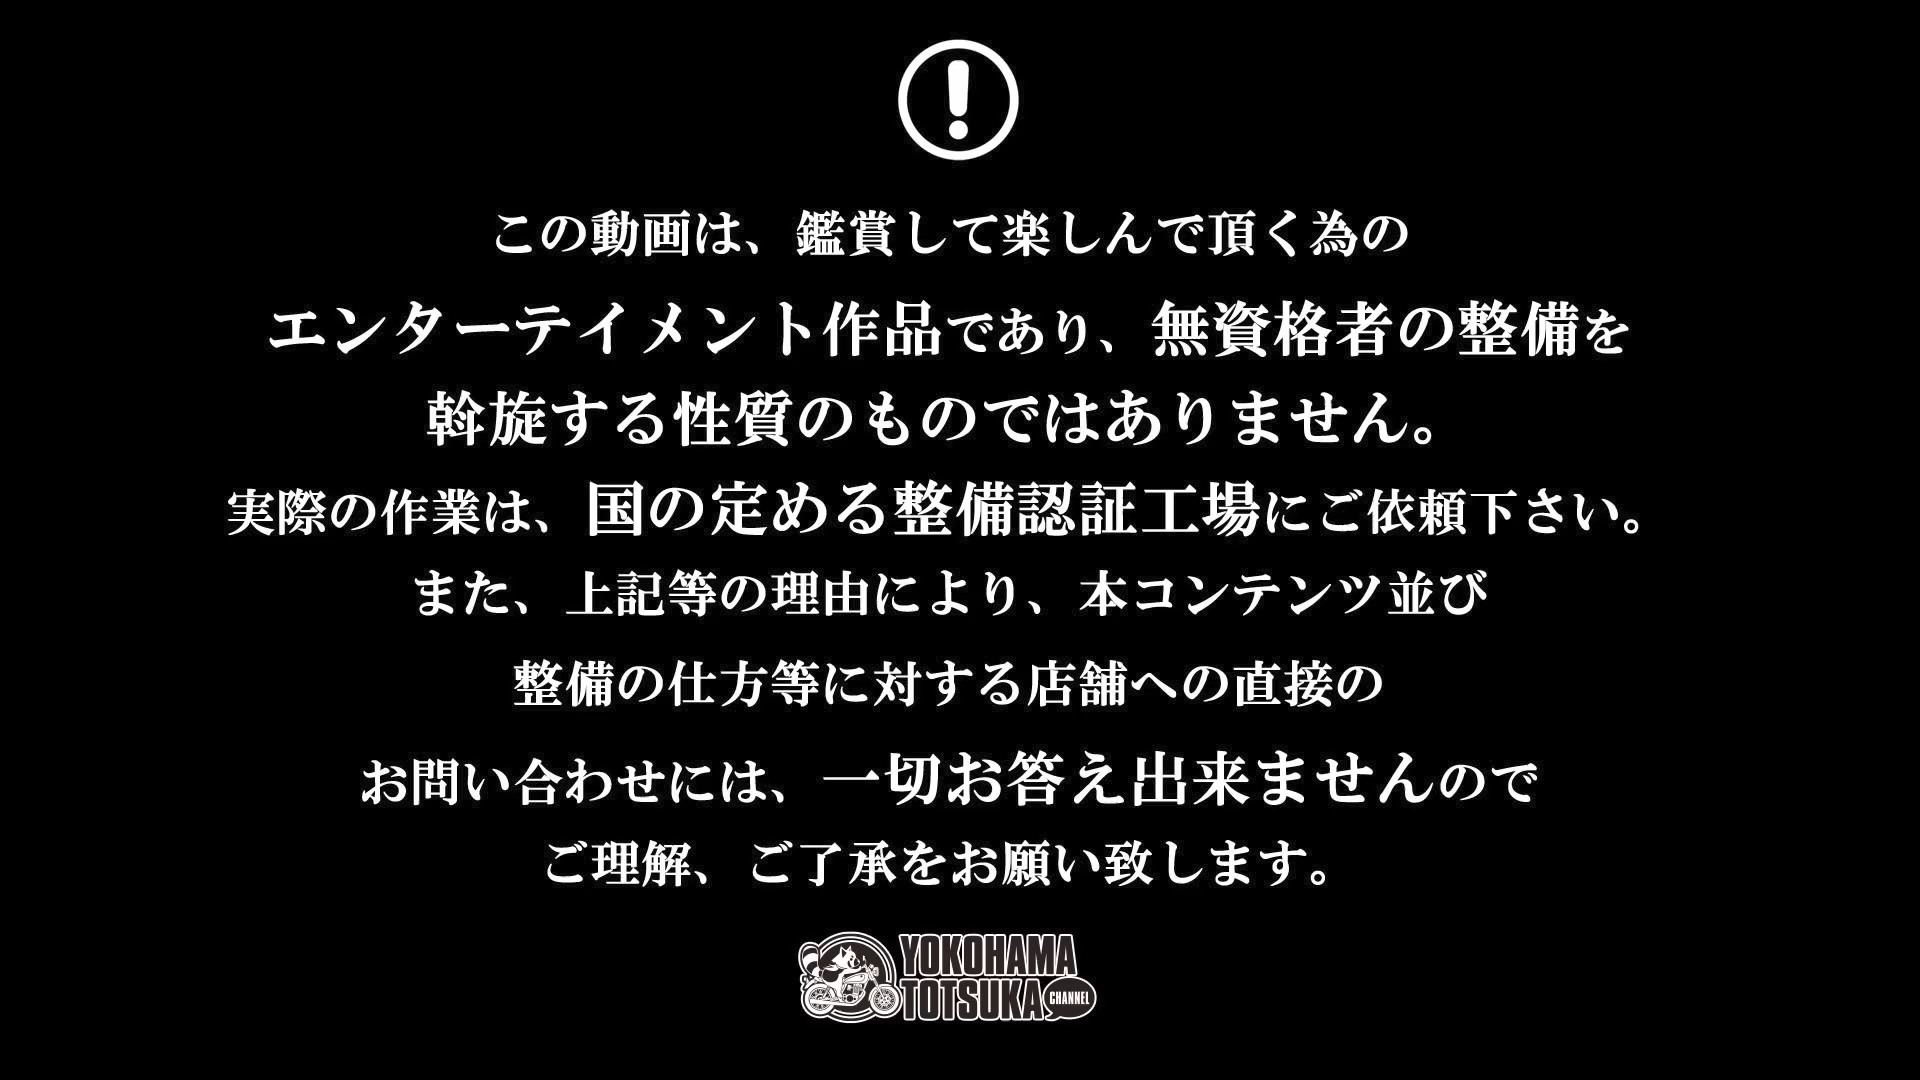 この動画は、鑑賞して楽しんで頂く為の
エンターテイメント作品であり、無資格者の整備を
斡旋する性質のものではありません。
実際の作業は、国の定める整備認証工場にご依頼下さい。
また、上記等の理由により、本コンテンツ並び
整備の仕方等に対する店舗への直接の
お問い合わせには、一切お答え出来ませんので
ご理解、ご了承をお願い致します。
YOKOHAMA
TOTSUKA CHANNEL